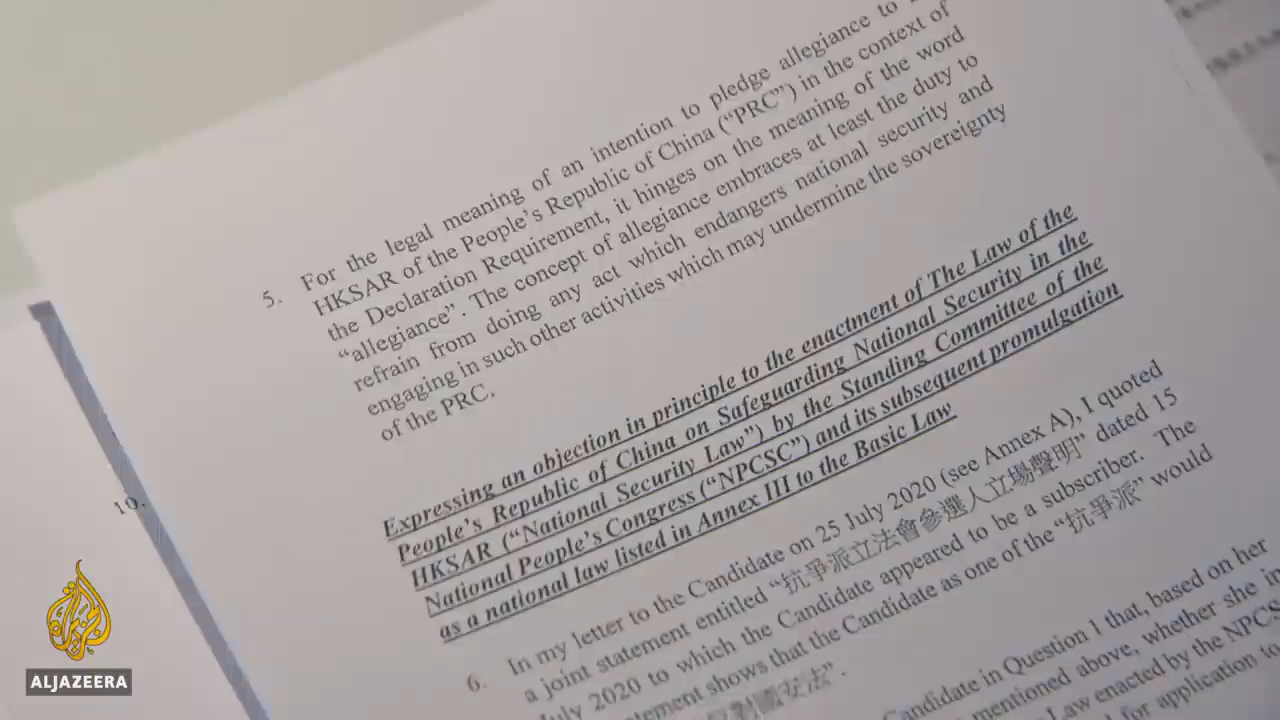 5. For the legal meaning of an intention to pledge allegiance to
HKSAR of the People's Republic of China (“PRC”) in the context of
the Declaration Requirement, it hinges on the meaning of the word
“allegiance”. The concept of allegiance embraces at least the duty to
refrain from doing any act which endangers national security and
engaging in such other activities which may undermine the sovereignty
of the PRC.
Expressing an objection in principle to the enactment of The Law of the
People's Republic of China on Safeguarding National Security in the
HKSAR (“National Security Law”) by the Standing Committee of the
National People's Congress (“NPCSC”) and its subsequent promulgation
as a national law listed in Annex III to the Basic Law
10.
6. In my letter to the Candidate on 25 July 2020 (see Annex A), I quoted
a joint statement entitled “抗爭派立法會參選人立場聲明” dated 15
July 2020 to which the Candidate appeared to be a subscriber. The
statement shows that the Candidate as one of the “抗爭派” would
反對國安法”.
Candidate in Question 1 that, based on her
mentioned above, whether she in
Law enacted by the NPCS
for application to
ALJAZEERA